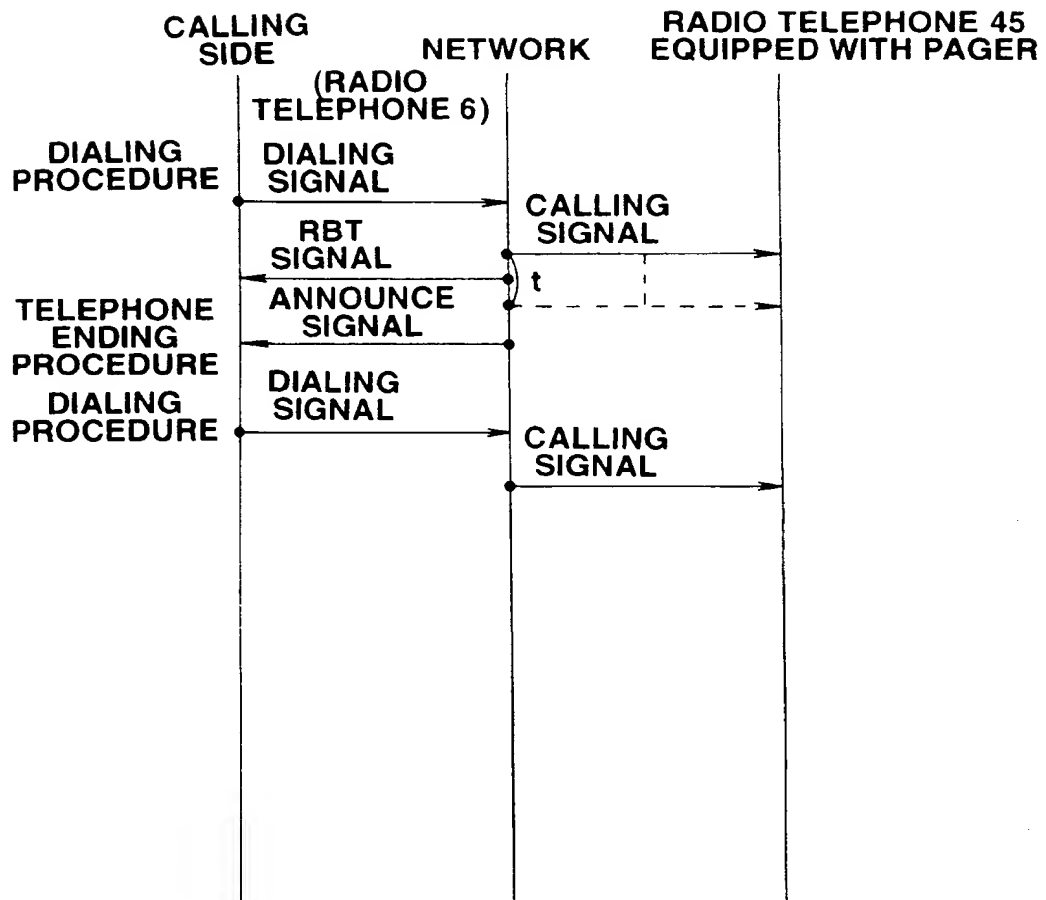 CALLING
SIDE
NETWORK
RADIO TELEPHONE 45
EQUIPPED WITH PAGER
(RADIO
TELEPHONE 6)
DIALING
PROCEDURE
DIALING
SIGNAL
CALLING
SIGNAL
RBT
SIGNAL
t
ANNOUNCE
SIGNAL
TELEPHONE
ENDING
PROCEDURE
DIALING
PROCEDURE
DIALING
SIGNAL
CALLING
SIGNAL